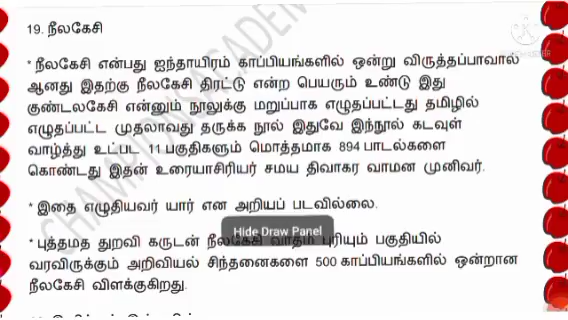 19. நீலகேசி
* நீலகேசி என்பது ஐந்தாயிரம் காப்பியங்களில் ஒன்று விருத்தப்பாவால்
ஆனது இதற்கு நீலகேசி திரட்டு என்ற பெயரும் உண்டு இது
குண்டலகேசி என்னும் நூலுக்கு மறுப்பாக எழுதப்பட்டது தமிழில்
எழுதப்பட்ட முதலாவது தருக்க நூல் இதுவே இந்நூல் கடவுள்
வாழ்த்து உட்பட 11 பகுதிகளும் மொத்தமாக 894 பாடல்களை
கொண்டது இதன் உரையாசிரியர் சமய திவாகர வாமன முனிவர்.
* இதை எழுதியவர் யார் என அறியப் படவில்லை.
Hide Draw Panel
* புத்தமத துறவி கருடன் நீலகேசி வாதம் புரியும் பகுதியில்
வரவிருக்கும் அறிவியல் சிந்தனைகளை 500 காப்பியங்களில் ஒன்றான
நீலகேசி விளக்குகிறது.
CHAMPIONS ACADEMY